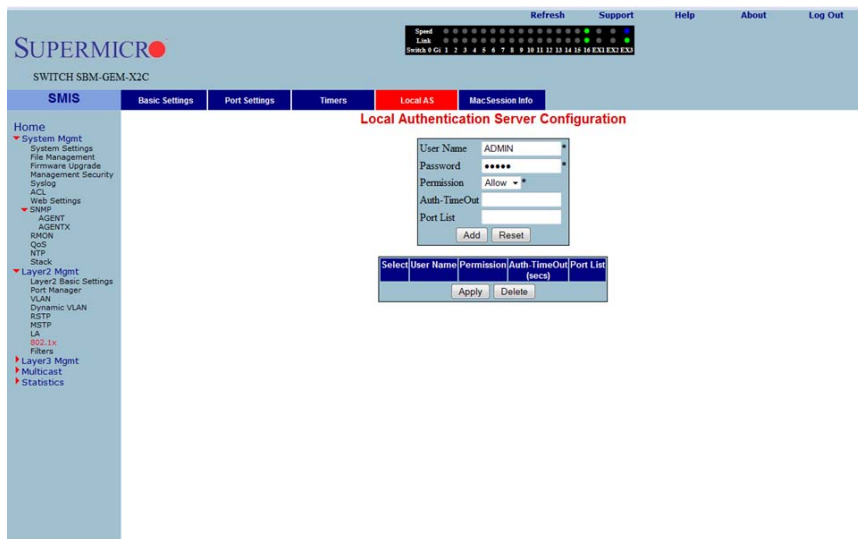 Refresh Support Help About Log Out
Speed
Link
Switch 0 Gi 1 2 3 4 5 6 7 8 9 10 11 12 13 14 15 16 EX1 EX2 EX3
SUPERMICRO
SWITCH SBM-GEM-X2C
SMIS
Basic Settings Port Settings Timers Local AS MacSession Info
Home
System Mgmt
System Settings
File Management
Firmware Upgrade
Management Security
Syslog
ACL
Web Settings
SNMP
AGENT
AGENTX
RMON
QoS
NTP
Stack
Layer2 Mgmt
Layer2 Basic Settings
Port Manager
VLAN
Dynamic VLAN
RSTP
MSTP
LA
802.1x
Filters
Layer3 Mgmt
Multicast
Statistics
Local Authentication Server Configuration
User Name ADMIN *
Password ••••• *
Permission Allow *
Auth-TimeOut
Port List
Add Reset
Select User Name Permission Auth-TimeOut (secs) Port List
Apply Delete